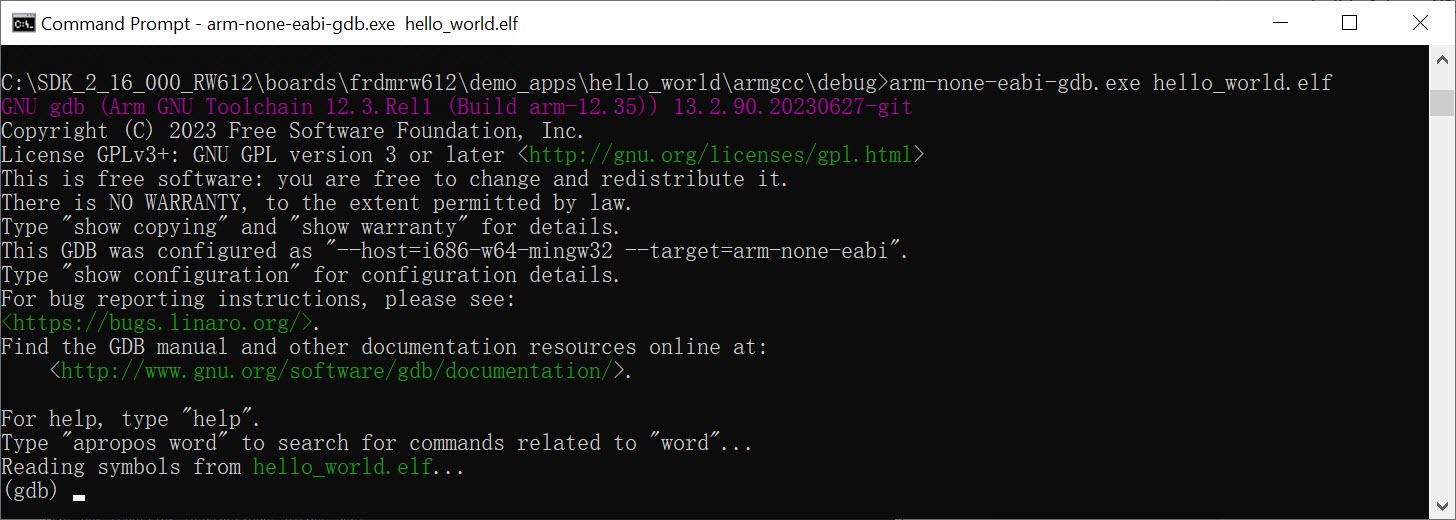 Command Prompt - arm-none-eabi-gdb.exe hello_world.elf
C:\SDK_2_16_000_RW612\boards\frdmrw612\demo_apps\hello_world\armgcc\debug>arm-none-eabi-gdb.exe hello_world.elf
GNU gdb (Arm GNU Toolchain 12.3.Rel1 (Build arm-12.35)) 13.2.90.20230627-git
Copyright (C) 2023 Free Software Foundation, Inc.
License GPLv3+: GNU GPL version 3 or later <http://gnu.org/licenses/gpl.html>
This is free software: you are free to change and redistribute it.
There is NO WARRANTY, to the extent permitted by law.
Type "show copying" and "show warranty" for details.
This GDB was configured as "--host=i686-w64-mingw32 --target=arm-none-eabi".
Type "show configuration" for configuration details.
For bug reporting instructions, please see:
<https://bugs.linaro.org/>.
Find the GDB manual and other documentation resources online at:
    <http://www.gnu.org/software/gdb/documentation/>.
For help, type "help".
Type "apropos word" to search for commands related to "word"...
Reading symbols from hello_world.elf...
(gdb)